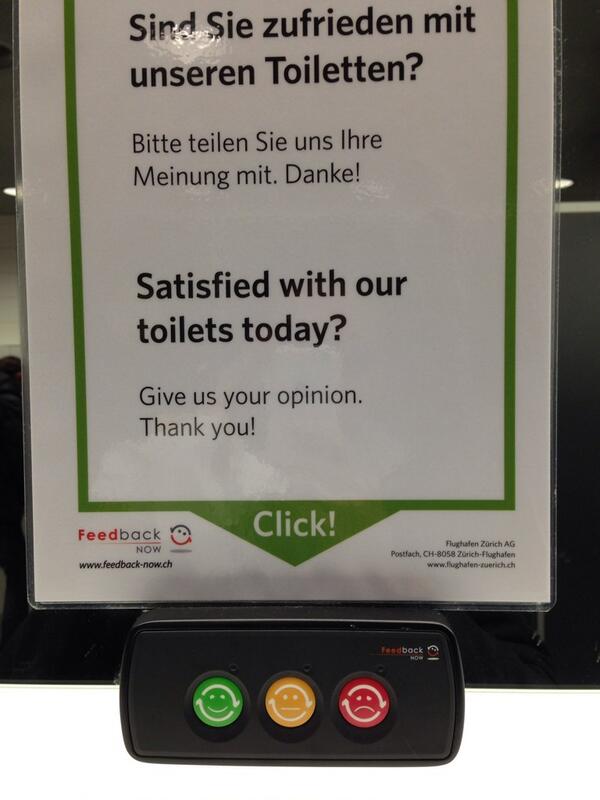 Sind Sie zufrieden mit
unseren Toiletten?
Bitte teilen Sie uns Ihre
Meinung mit. Danke!
Satisfied with our
toilets today?
Give us your opinion.
Thank you!
Click!
Feedback
NOW
www.feedback-now.ch
Flughafen Zürich AG
Postfach, CH-8058 Zürich-Flughafen
www.flughafen-zuerich.ch
Feedback
NOW